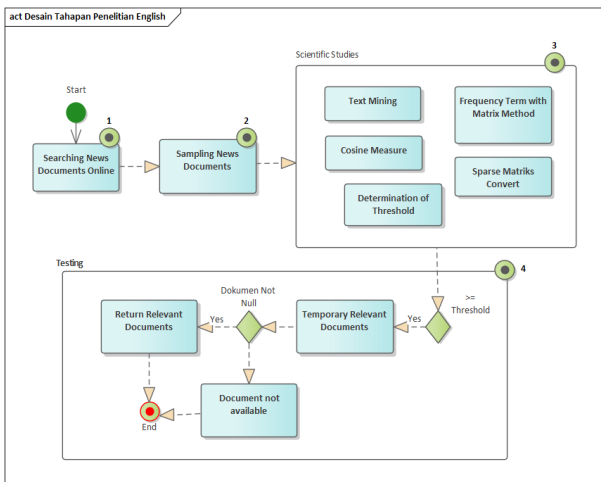 act Desain Tahapan Penelitian English
Start
1
Searching News
Documents Online
2
Sampling News
Documents
Scientific Studies
3
Text Mining
Frequency Term with
Matrix Method
Cosine Measure
Sparse Matriks
Convert
Determination of
Threshold
Testing
4
>=
Threshold
Yes
Temporary Relevant
Documents
Dokumen Not
Null
Yes
Return Relevant
Documents
Document not
available
End